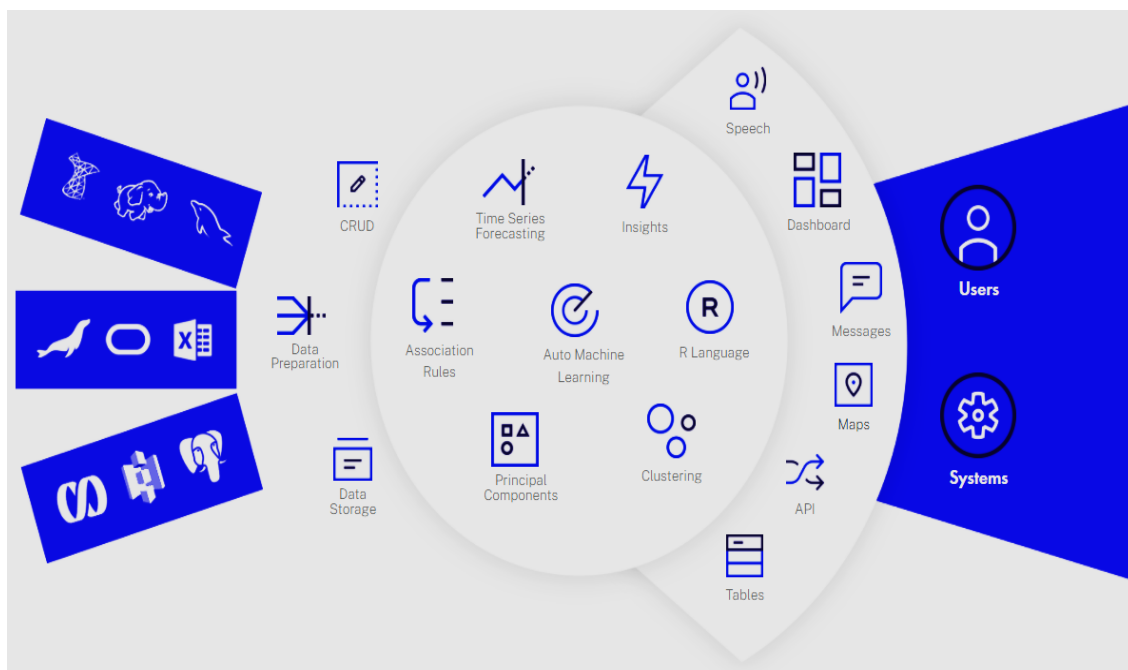 Speech
CRUD
Time Series
Forecasting
Insights
Dashboard
Users
Data
Preparation
Association
Rules
Auto Machine
Learning
R
R Language
Messages
X
Maps
Principal
Components
Clustering
Systems
Data
Storage
API
Tables